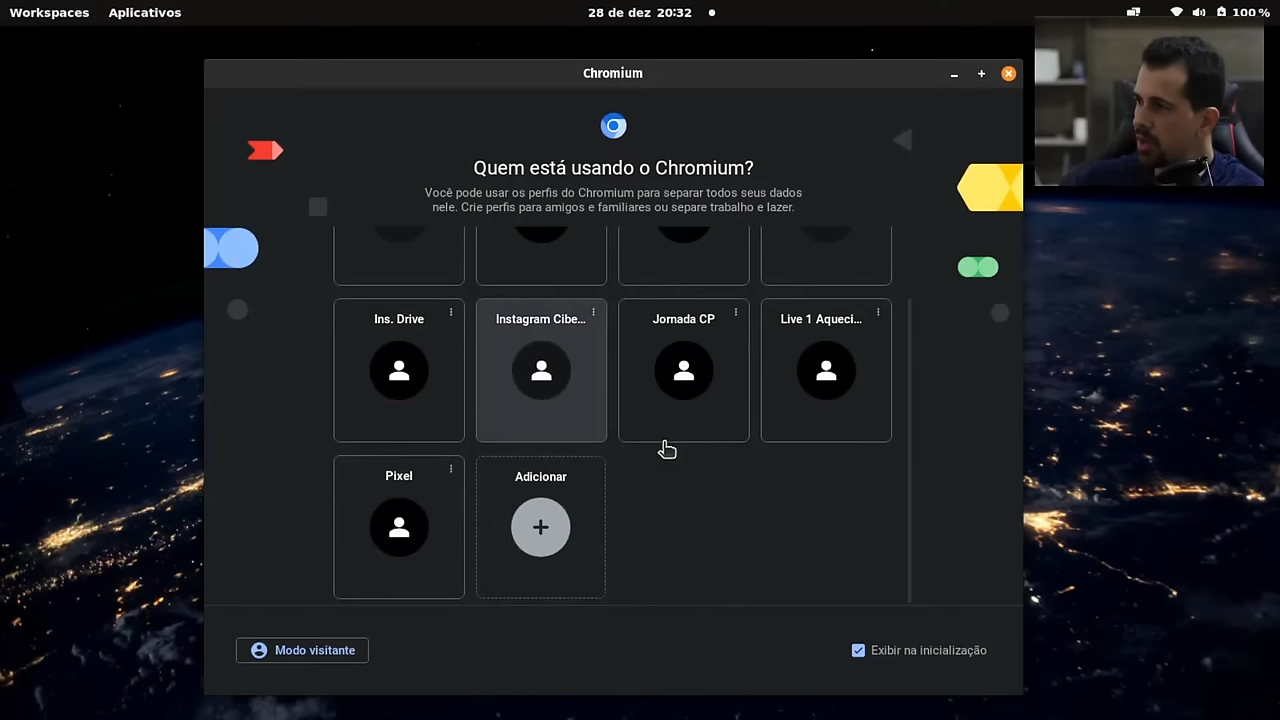 Workspaces Aplicativos 28 de dez 20:32 100 %
Chromium
Quem está usando o Chromium?
Você pode usar os perfis do Chromium para separar todos seus dados
nele. Crie perfis para amigos e familiares ou separe trabalho e lazer.
Ins. Drive Instagram Cibe... Jornada CP Live 1 Aqueci...
Pixel Adicionar
Modo visitante Exibir na inicialização